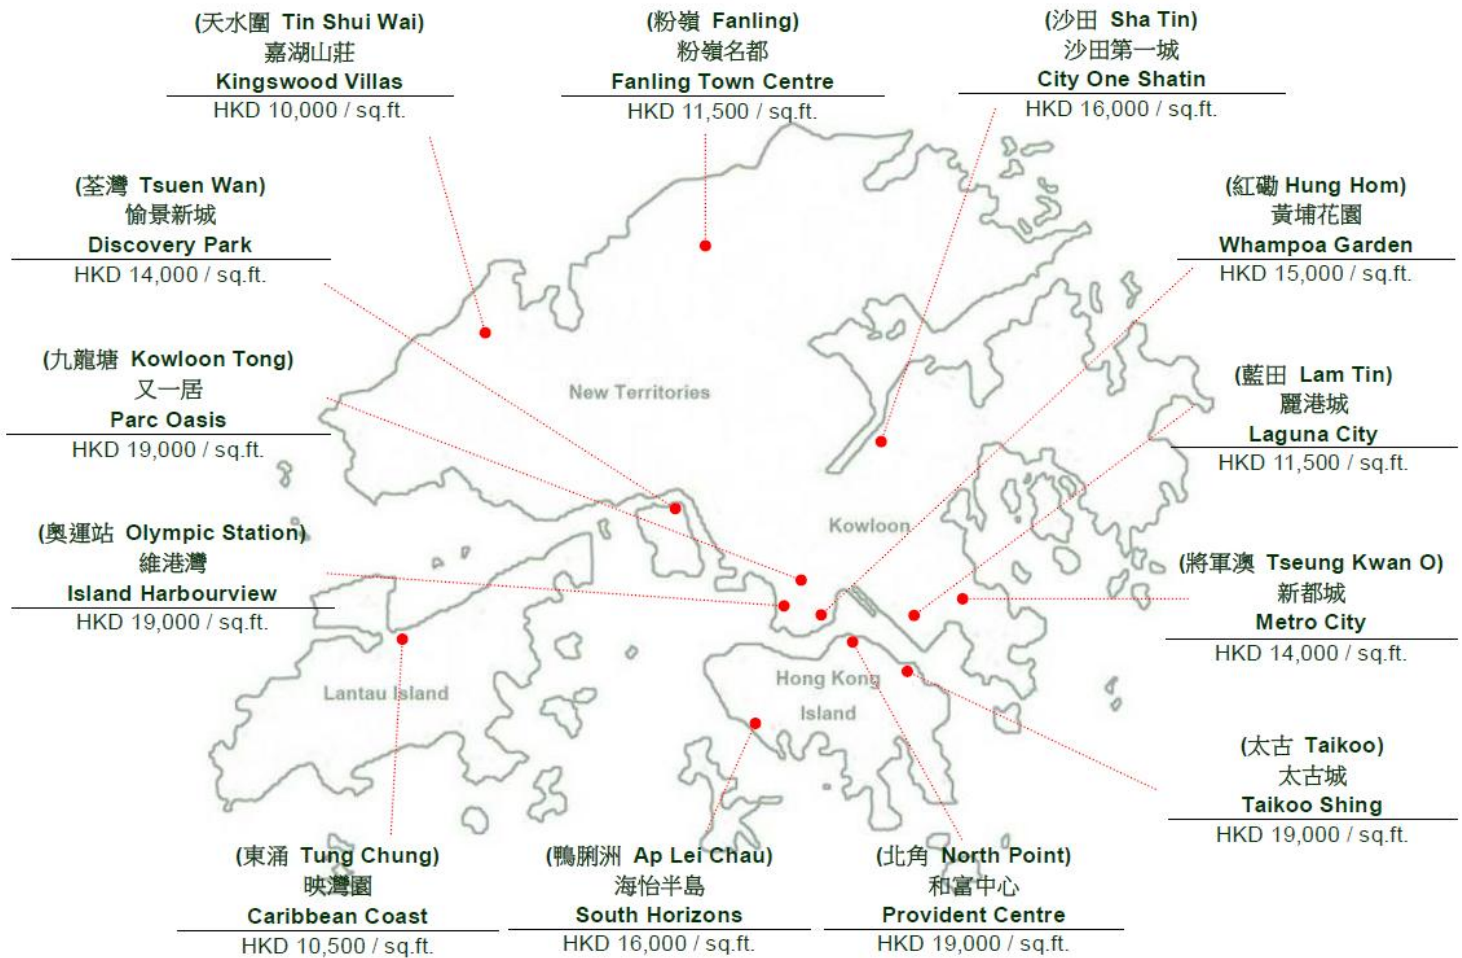 (天水圍 Tin Shui Wai)
嘉湖山莊
Kingswood Villas
HKD 10,000 / sq.ft.
(粉嶺 Fanling)
粉嶺名都
Fanling Town Centre
HKD 11,500 / sq.ft.
(沙田 Sha Tin)
沙田第一城
City One Shatin
HKD 16,000 / sq.ft.
(荃灣 Tsuen Wan)
愉景新城
Discovery Park
HKD 14,000 / sq.ft.
(紅磡 Hung Hom)
黃埔花園
Whampoa Garden
HKD 15,000 / sq.ft.
(九龍塘 Kowloon Tong)
又一居
Parc Oasis
HKD 19,000 / sq.ft.
New Territories
(藍田 Lam Tin)
麗港城
Laguna City
HKD 11,500 / sq.ft.
(奧運站 Olympic Station)
維港灣
Island Harbourview
HKD 19,000 / sq.ft.
Kowloon
(將軍澳 Tseung Kwan O)
新都城
Metro City
HKD 14,000 / sq.ft.
Lantau Island
Hong Kong
Island
(太古 Taikoo)
太古城
Taikoo Shing
HKD 19,000 / sq.ft.
(東涌 Tung Chung)
映灣園
Caribbean Coast
HKD 10,500 / sq.ft.
(鴨脷洲 Ap Lei Chau)
海怡半島
South Horizons
HKD 16,000 / sq.ft.
(北角 North Point)
和富中心
Provident Centre
HKD 19,000 / sq.ft.